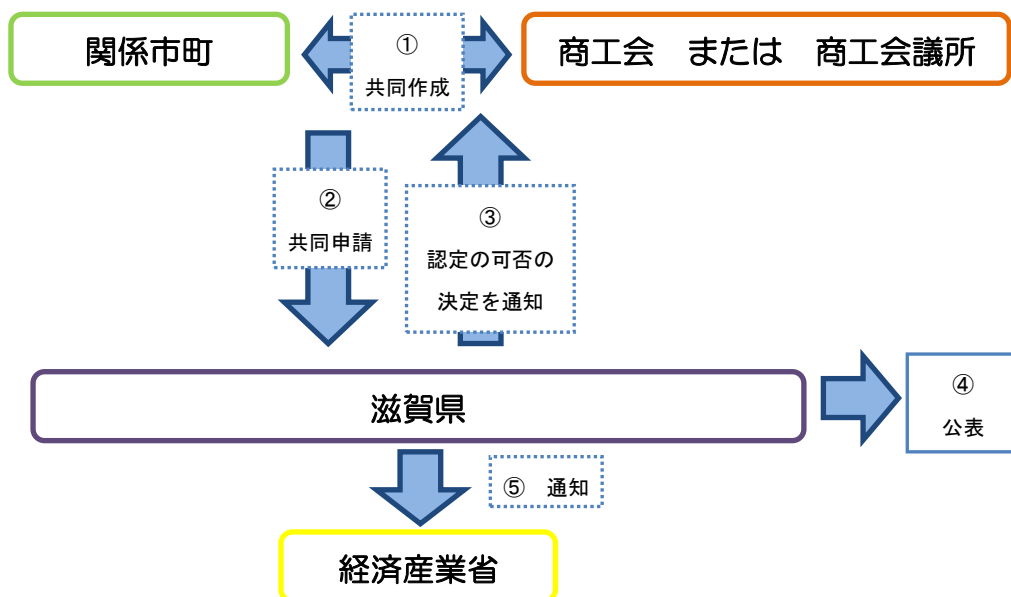 関係市町
①
共同作成
商工会　または　商工会議所
②
共同申請
③
認定の可否の
決定を通知
滋賀県
④
公表
⑤　通知
経済産業省